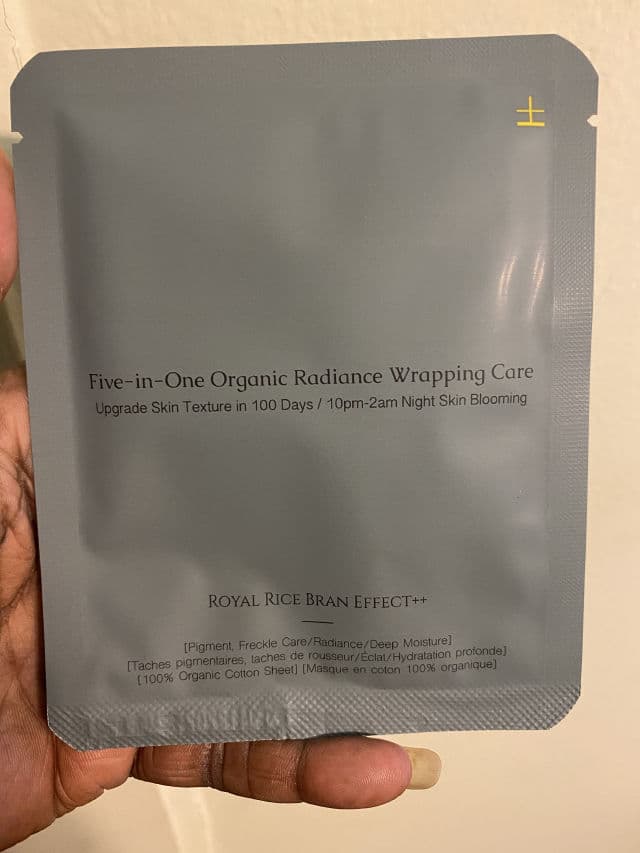 Five-in-One Organic Radiance Wrapping Care
Upgrade Skin Texture in 100 Days / 10pm-2am Night Skin Blooming
ROYAL RICE BRAN EFFECT++
[Pigment, Freckle Care/Radiance/Deep Moisture]
[Taches pigmentaires, taches de rousseur/Éclat/Hydratation profonde]
[100% Organic Cotton Sheet] [Masque en coton 100% organique]